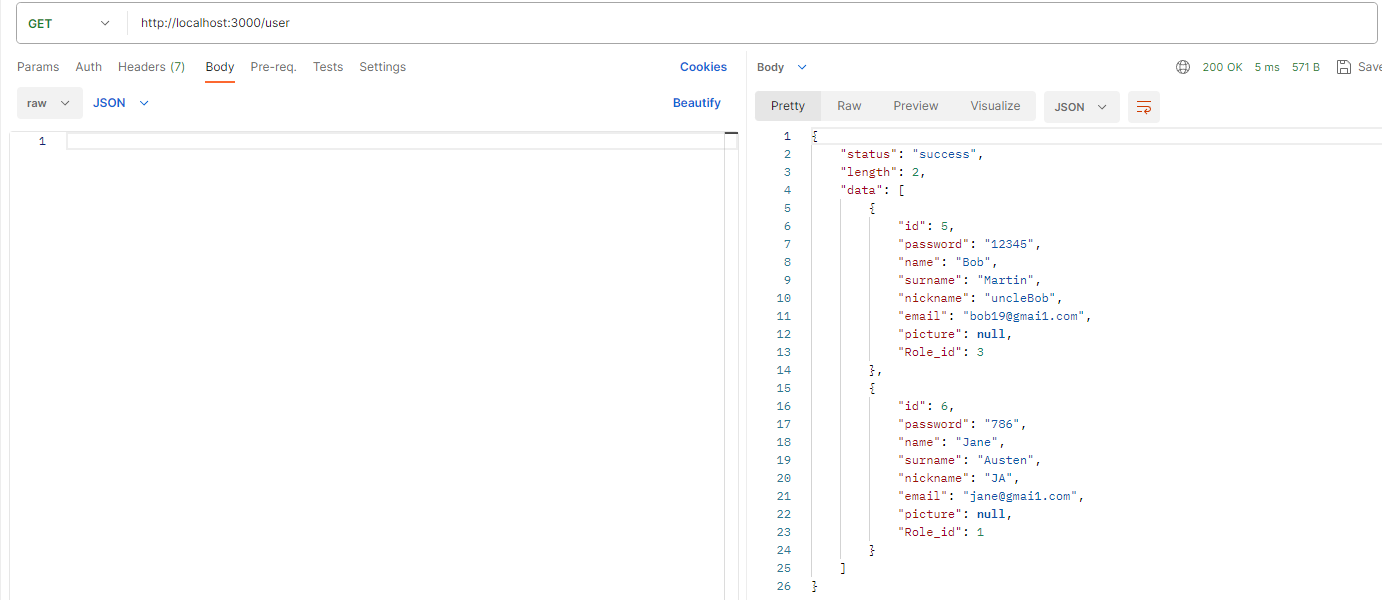 GET http://localhost:3000/user
Params Auth Headers (7) Body Pre-req. Tests Settings Cookies
raw JSON Beautify
1
Body 200 OK 5 ms 571 B Save
Pretty Raw Preview Visualize JSON
1 {
2 "status": "success",
3 "length": 2,
4 "data": [
5 {
6 "id": 5,
7 "password": "12345",
8 "name": "Bob",
9 "surname": "Martin",
10 "nickname": "uncleBob",
11 "email": "bob19@gmai1.com",
12 "picture": null,
13 "Role_id": 3
14 },
15 {
16 "id": 6,
17 "password": "786",
18 "name": "Jane",
19 "surname": "Austen",
20 "nickname": "JA",
21 "email": "jane@gmai1.com",
22 "picture": null,
23 "Role_id": 1
24 }
25 ]
26 }